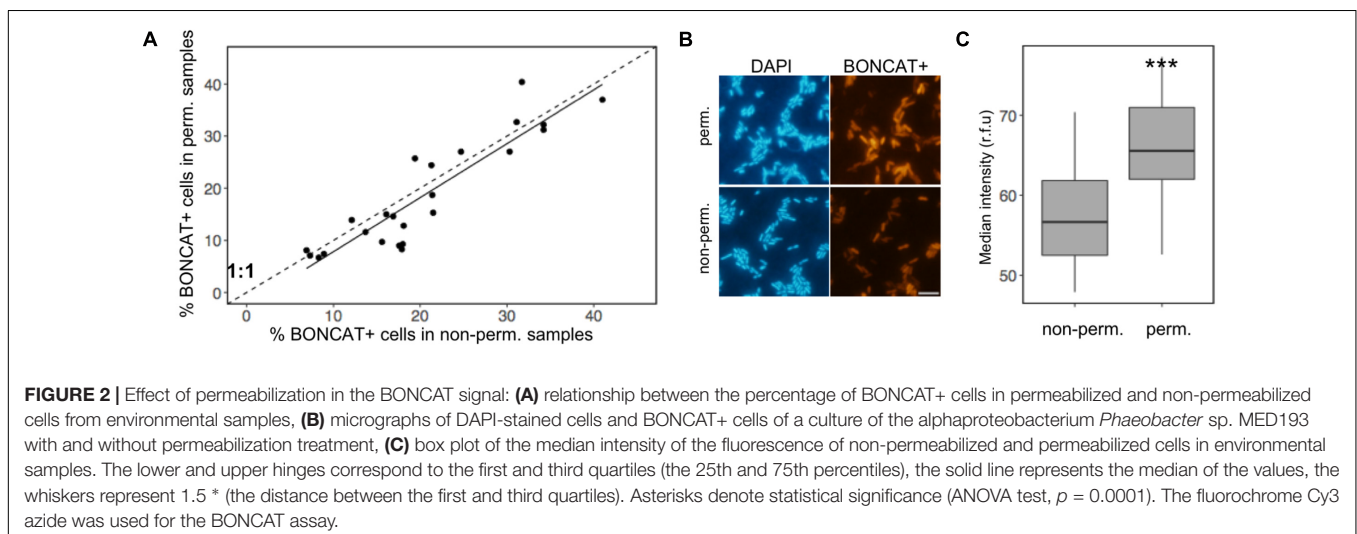 A
% BONCAT+ cells in perm. samples
40
30
20
10
0
1:1
0
10
20
30
40
% BONCAT+ cells in non-perm. samples
B
DAPI
BONCAT+
perm.
non-perm.
C
***
Median intensity (r.f.u)
70
60
50
non-perm.
perm.
FIGURE 2 | Effect of permeabilization in the BONCAT signal: (A) relationship between the percentage of BONCAT+ cells in permeabilized and non-permeabilized
cells from environmental samples, (B) micrographs of DAPI-stained cells and BONCAT+ cells of a culture of the alphaproteobacterium Phaeobacter sp. MED193
with and without permeabilization treatment, (C) box plot of the median intensity of the fluorescence of non-permeabilized and permeabilized cells in environmental
samples. The lower and upper hinges correspond to the first and third quartiles (the 25th and 75th percentiles), the solid line represents the median of the values, the
whiskers represent 1.5 * (the distance between the first and third quartiles). Asterisks denote statistical significance (ANOVA test, p = 0.0001). The fluorochrome Cy3
azide was used for the BONCAT assay.